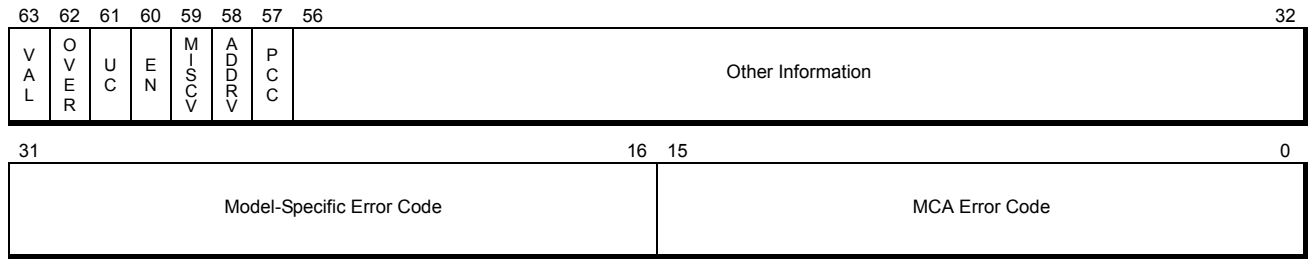 63 62 61 60 59 58 57 56 32
VAL OVER UC EN MISCV ADDRV PCC Other Information
31 16 15 0
Model-Specific Error Code MCA Error Code